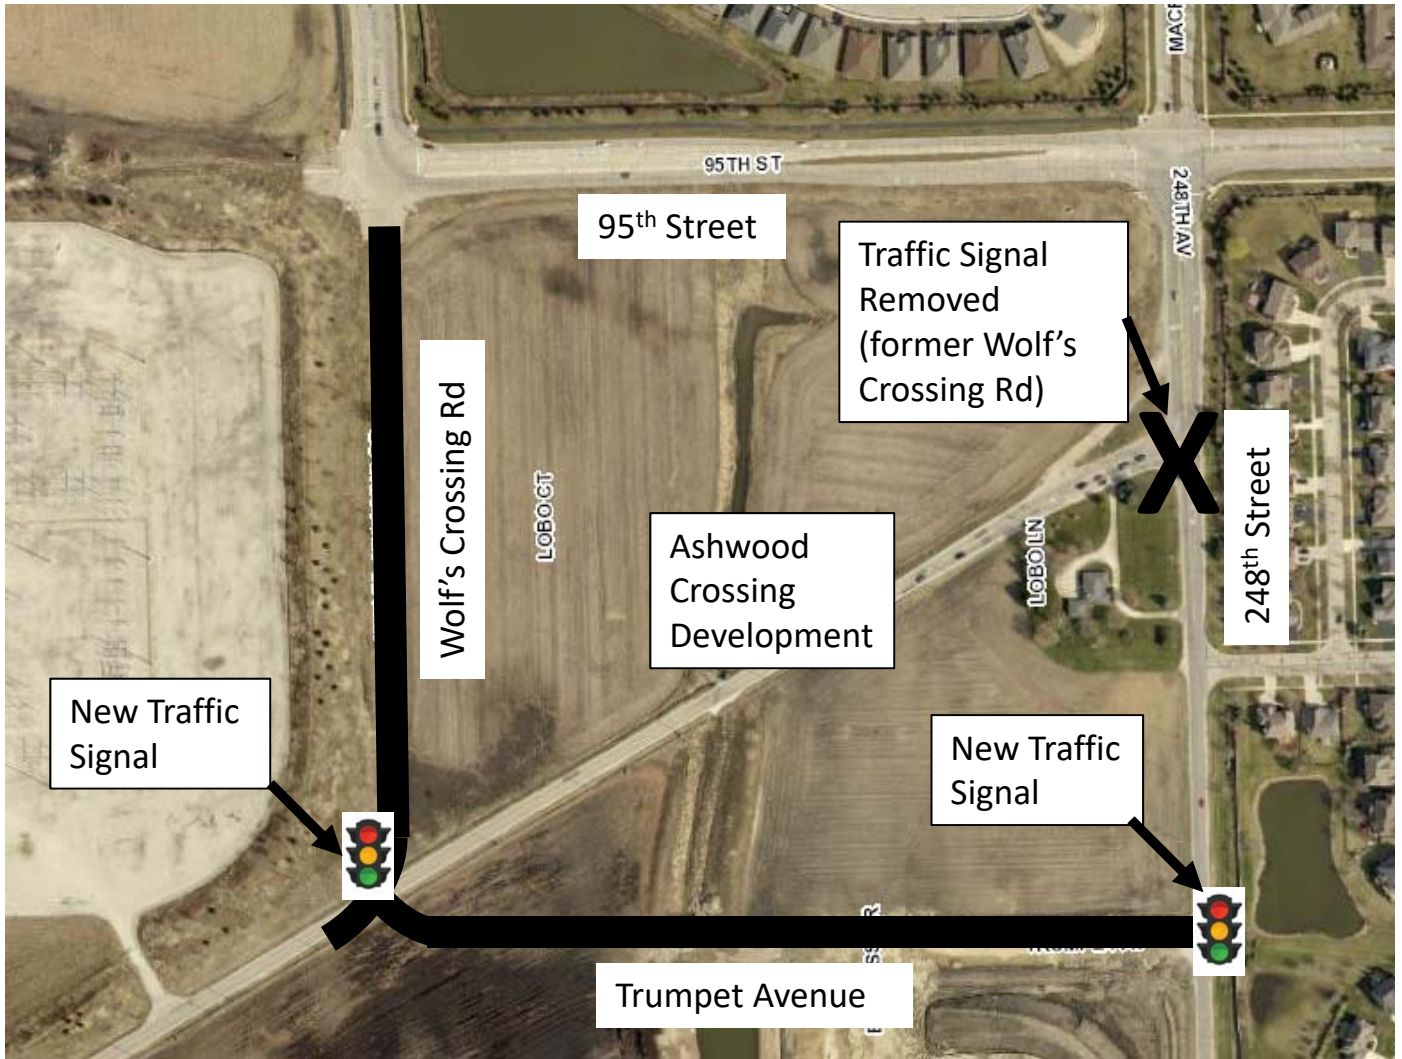 MACR
95TH ST
95th Street
248TH AV
Traffic Signal
Removed
(former Wolf's
Crossing Rd)
Wolf's Crossing Rd
LOBO CT
Ashwood
Crossing
Development
LOBO LN
248th Street
New Traffic
Signal
New Traffic
Signal
Trumpet Avenue